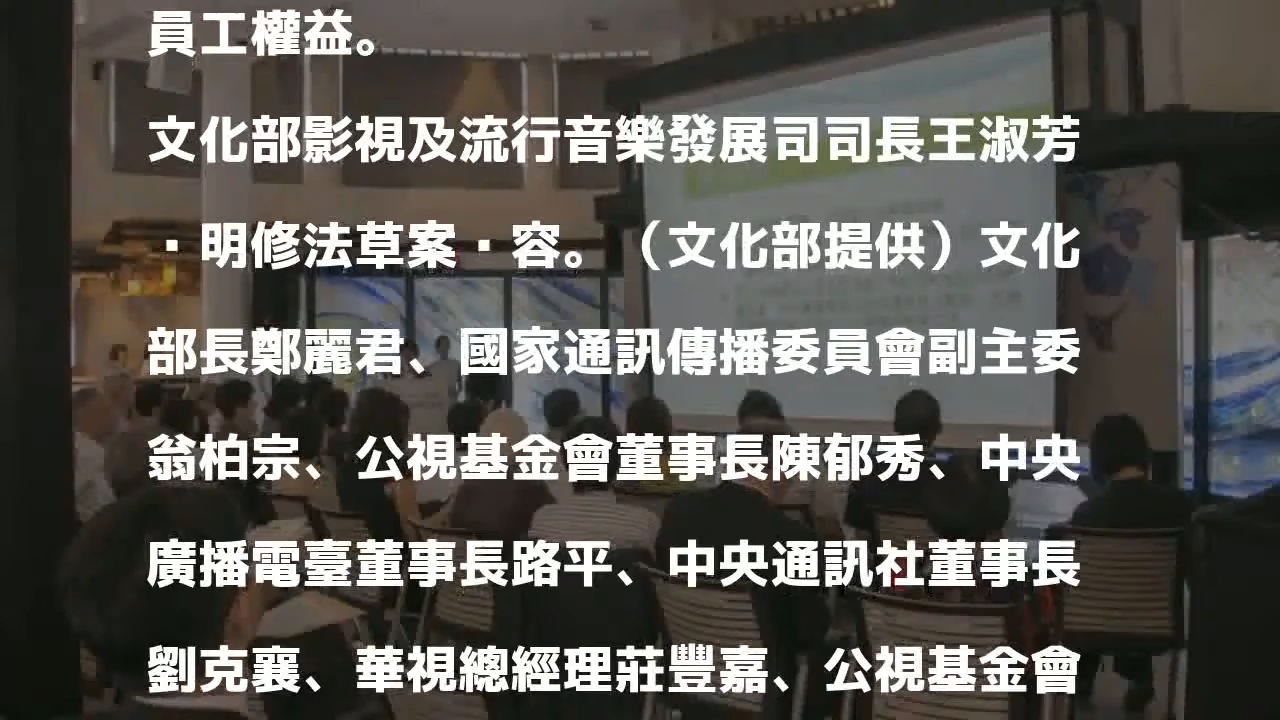 員工權益。
文化部影視及流行音樂發展司司長王淑芳
·明修法草案·容。（文化部提供）文化
部長鄭麗君、國家通訊傳播委員會副主委
翁柏宗、公視基金會董事長陳郁秀、中央
廣播電臺董事長路平、中央通訊社董事長
劉克襄、華視總經理莊豐嘉、公視基金會